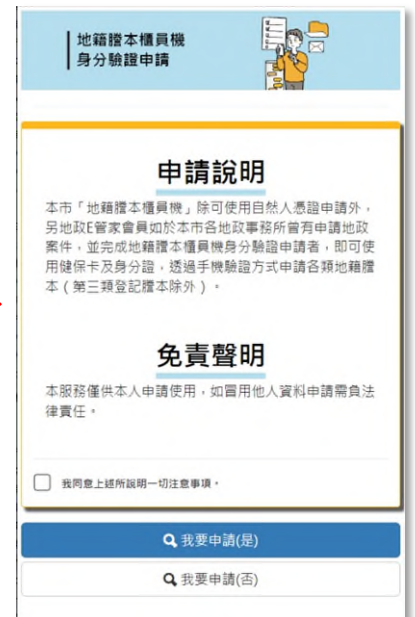 地籍謄本櫃員機
身分驗證申請
申請說明
本市「地籍謄本櫃員機」除可使用自然人憑證申請外，
另地政E管家會員如於本市各地政事務所曾有申請地政
案件，並完成地籍謄本櫃員機身分驗證申請者，即可使
用健保卡及身分證，透過手機驗證方式申請各類地籍謄
本（第三類登記謄本除外）。
免責聲明
本服務僅供本人申請使用，如冒用他人資料申請需負法
律責任。
我同意上述所說明一切注意事項。
我要申請(是)
我要申請(否)